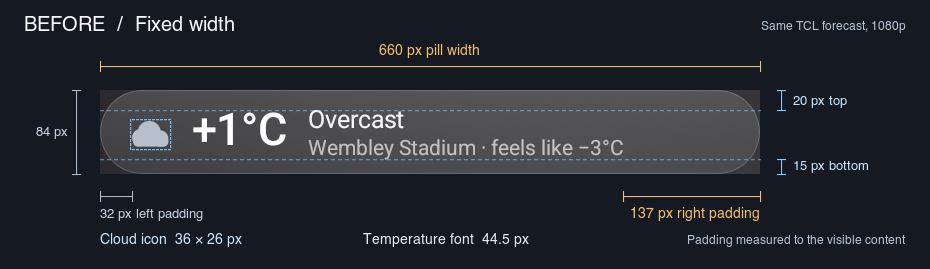 BEFORE / Fixed width
Same TCL forecast, 1080p
660 px pill width
84 px
+1°C
Overcast
Wembley Stadium · feels like −3°C
20 px top
15 px bottom
32 px left padding
137 px right padding
Cloud icon 36 × 26 px
Temperature font 44.5 px
Padding measured to the visible content